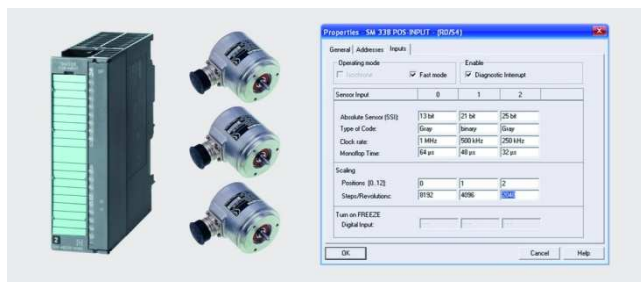 Properties - SM 338 POS-INPUT - (R0/S4)
General Addresses Inputs
Operating mode
Enable
Isochrone
Fast mode
Diagnostic Interrupt
Sensor Input 0 1 2
Absolute Sensor (SSI): 13 bit 21 bit 25 bit
Type of Code: Gray binary Gray
Clock rate: 1 MHz 500 kHz 250 kHz
Monoflop Time: 64 µs 48 µs 32 µs
Scaling
Positions (0..12): 0 1 2
Steps/Revolutions: 8192 4096 2048
Turn on FREEZE
Digital Input:
OK Cancel Help
2